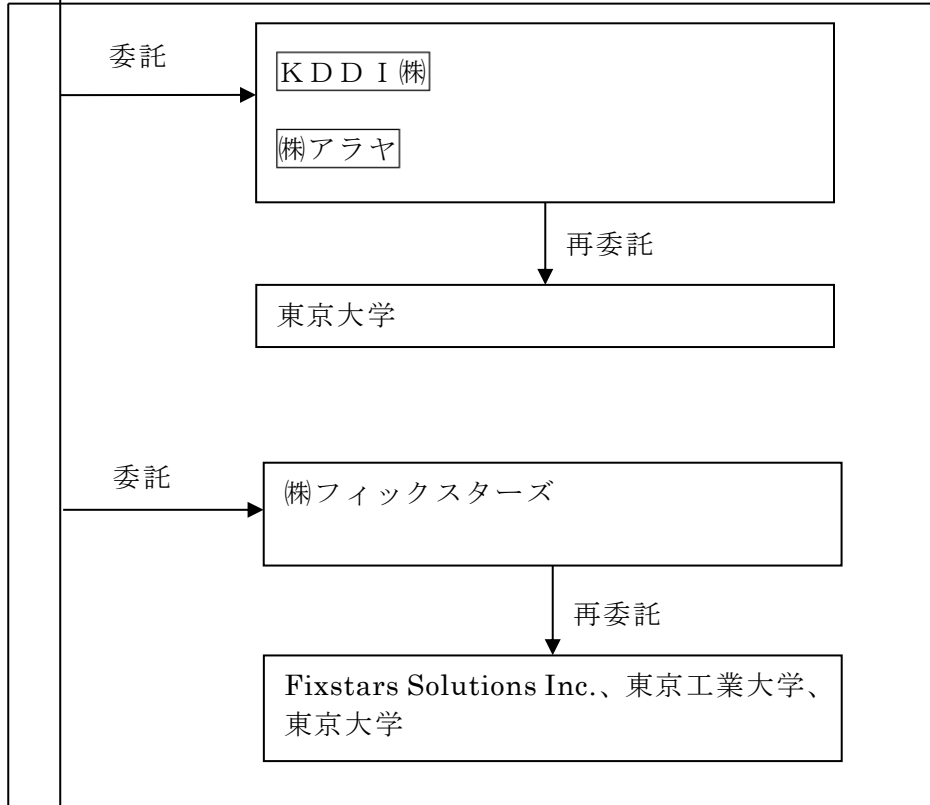 委託
ＫＤＤＩ㈱
㈱アラヤ
再委託
東京大学
委託
㈱フィックスターズ
再委託
Fixstars Solutions Inc.、東京工業大学、
東京大学